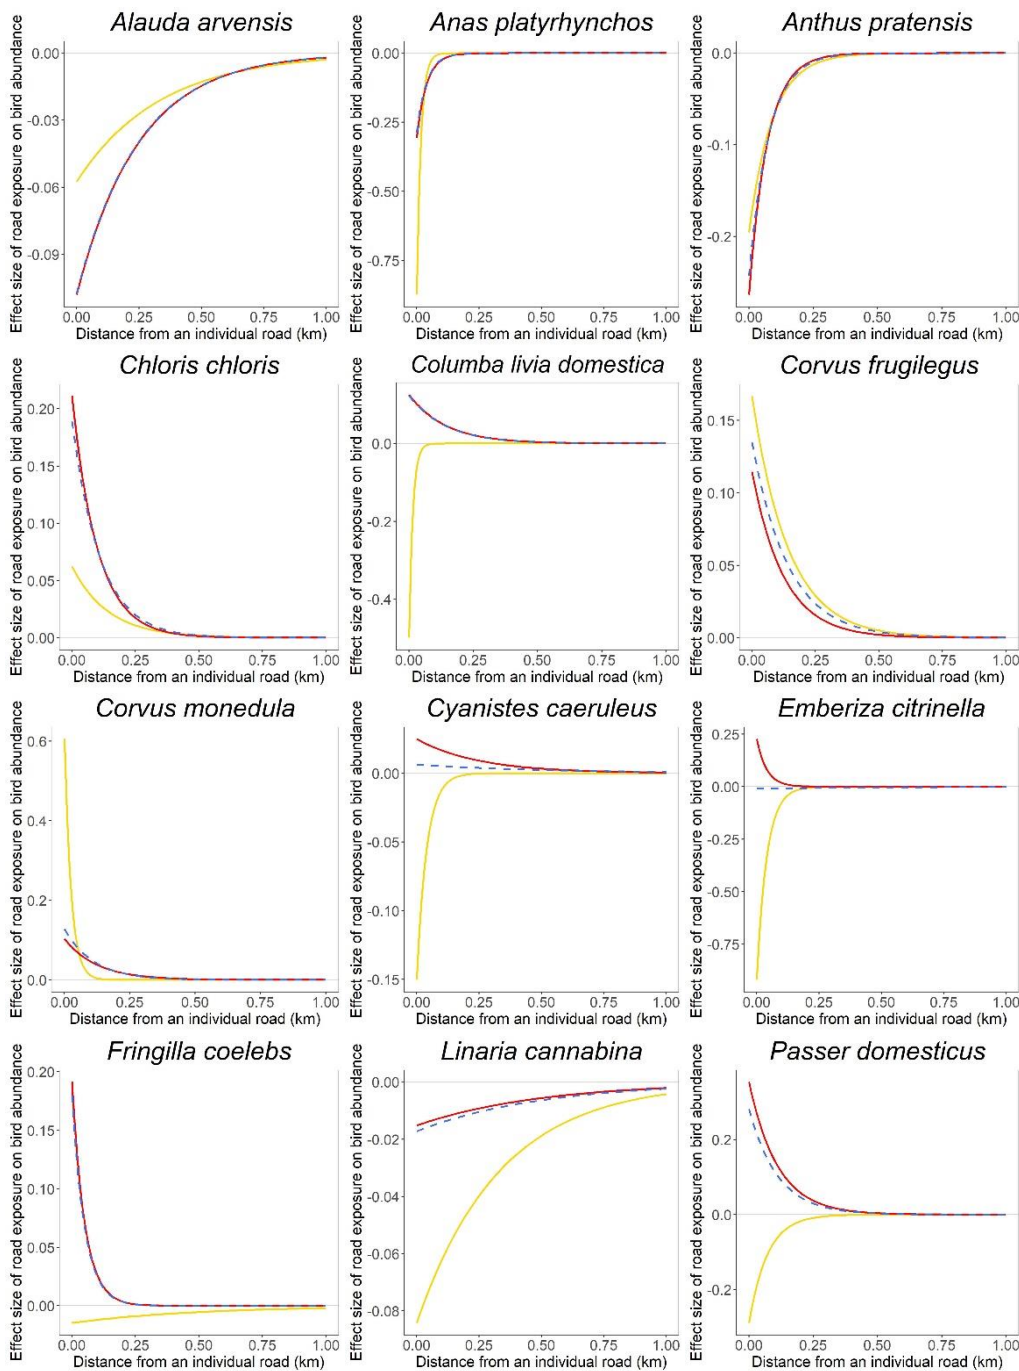 Alauda arvensis
Effect size of road exposure on bird abundance
0.00
-0.03
-0.06
-0.09
0.00 0.25 0.50 0.75 1.00
Distance from an individual road (km)
Anas platyrhynchos
Effect size of road exposure on bird abundance
0.00
-0.25
-0.50
-0.75
0.00 0.25 0.50 0.75 1.00
Distance from an individual road (km)
Anthus pratensis
Effect size of road exposure on bird abundance
0.0
-0.1
-0.2
0.00 0.25 0.50 0.75 1.00
Distance from an individual road (km)
Chloris chloris
Effect size of road exposure on bird abundance
0.20
0.15
0.10
0.05
0.00
0.00 0.25 0.50 0.75 1.00
Distance from an individual road (km)
Columba livia domestica
Effect size of road exposure on bird abundance
0.0
-0.2
-0.4
0.00 0.25 0.50 0.75 1.00
Distance from an individual road (km)
Corvus frugilegus
Effect size of road exposure on bird abundance
0.15
0.10
0.05
0.00
0.00 0.25 0.50 0.75 1.00
Distance from an individual road (km)
Corvus monedula
Effect size of road exposure on bird abundance
0.6
0.4
0.2
0.0
0.00 0.25 0.50 0.75 1.00
Distance from an individual road (km)
Cyanistes caeruleus
Effect size of road exposure on bird abundance
0.00
-0.05
-0.10
-0.15
0.00 0.25 0.50 0.75 1.00
Distance from an individual road (km)
Emberiza citrinella
Effect size of road exposure on bird abundance
0.25
0.00
-0.25
-0.50
-0.75
0.00 0.25 0.50 0.75 1.00
Distance from an individual road (km)
Fringilla coelebs
Effect size of road exposure on bird abundance
0.20
0.15
0.10
0.05
0.00
0.00 0.25 0.50 0.75 1.00
Distance from an individual road (km)
Linaria cannabina
Effect size of road exposure on bird abundance
0.00
-0.02
-0.04
-0.06
-0.08
0.00 0.25 0.50 0.75 1.00
Distance from an individual road (km)
Passer domesticus
Effect size of road exposure on bird abundance
0.2
0.0
-0.2
0.00 0.25 0.50 0.75 1.00
Distance from an individual road (km)